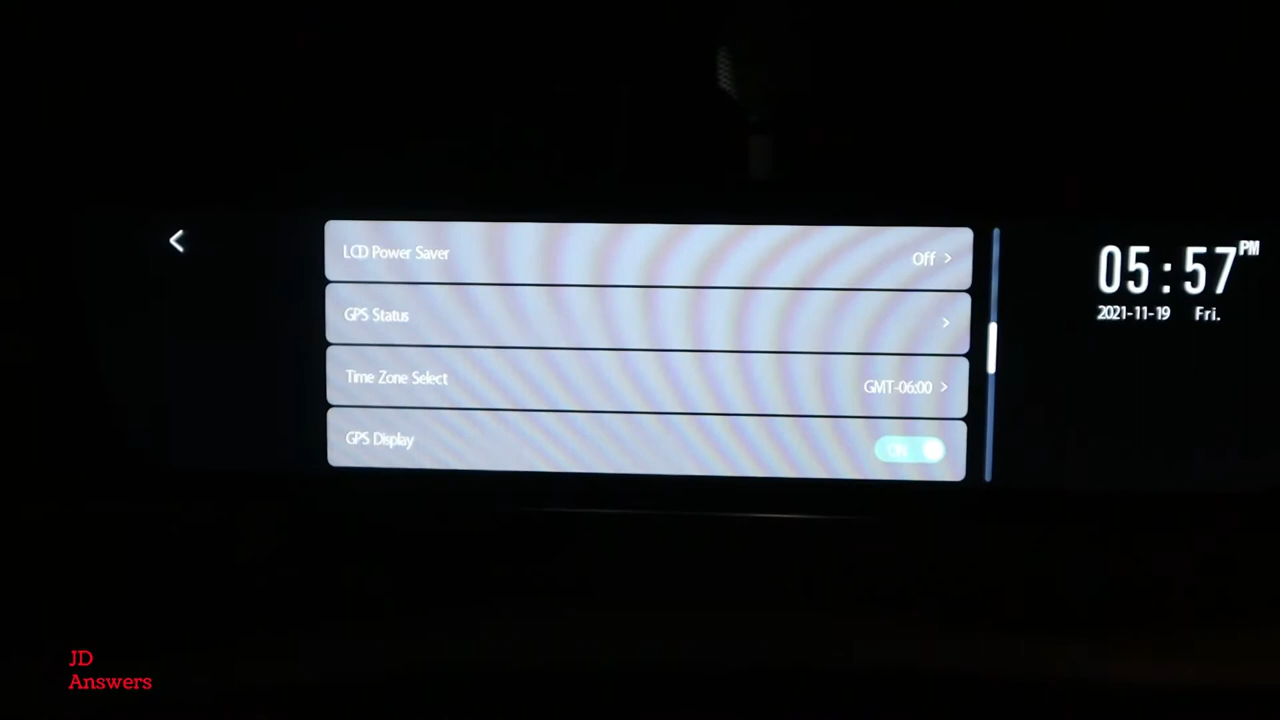 LCD Power Saver Off >
GPS Status >
Time Zone Select GMT-06:00 >
GPS Display ON
05:57 PM
2021-11-19 Fri.
JD
Answers